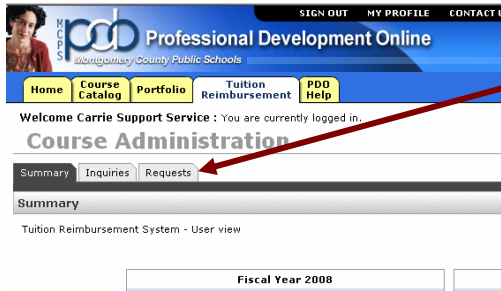 SIGN OUT MY PROFILE CONTACT
MCPS
pdo Professional Development Online
Montgomery County Public Schools
Home Course Catalog Portfolio Tuition Reimbursement PDO Help
Welcome Carrie Support Service : You are currently logged in.
Course Administration
Summary Inquiries Requests
Summary
Tuition Reimbursement System - User view
Fiscal Year 2008